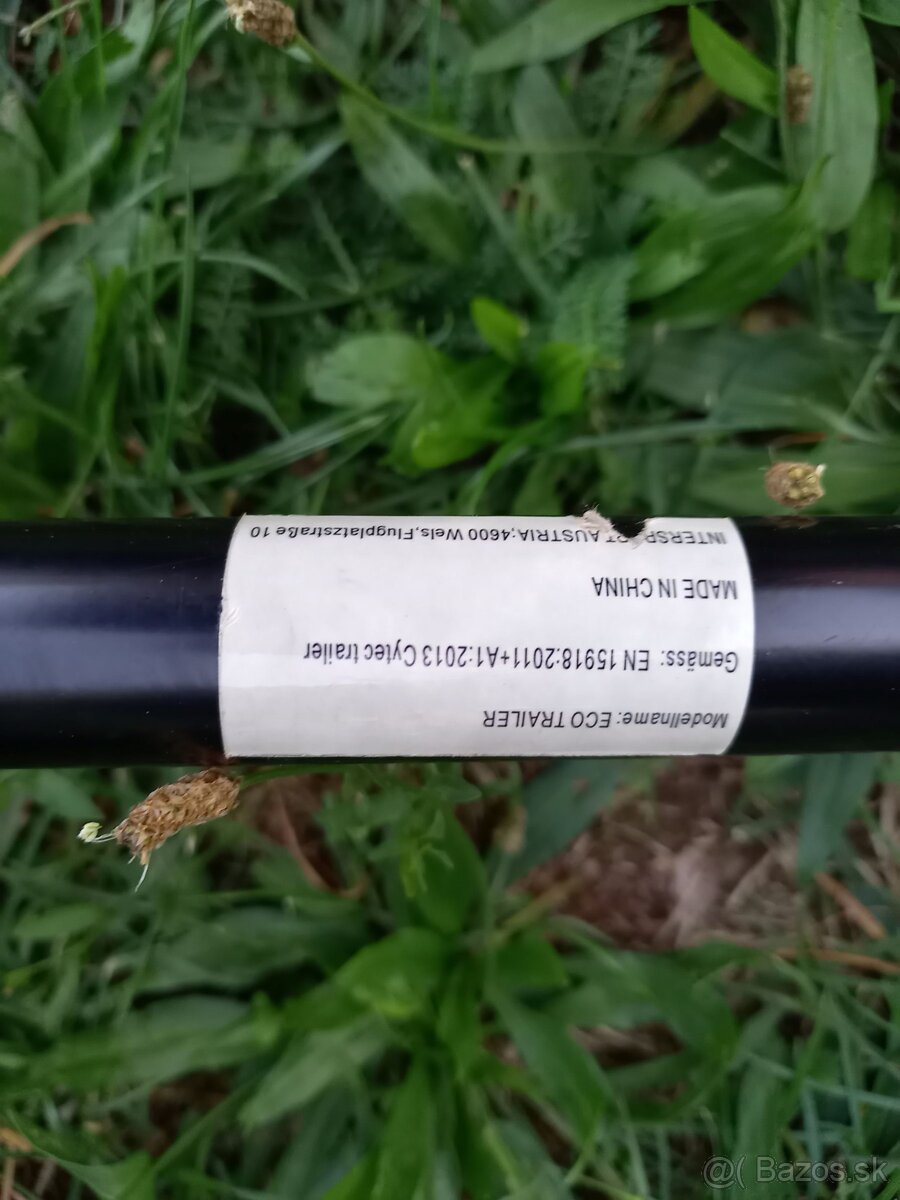 Modellname: ECO TRAILER
Gemäss: EN 15918:2011+A1:2013 Cytec trailer
MADE IN CHINA
INTERSPORT AUSTRIA;4600 Wels,Flugplatzstraße 10
@( Bazos.sk